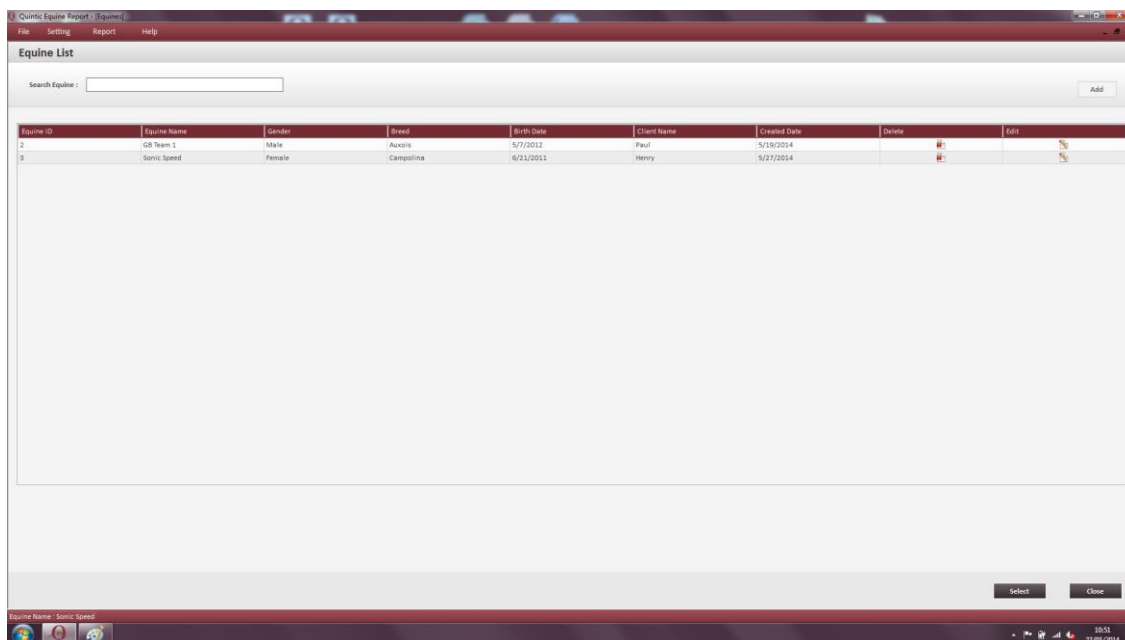 Quintic Equine Report - [Equines]
File Setting Report Help
Equine List
Search Equine :
Add
Equine ID Equine Name Gender Breed Birth Date Client Name Created Date Delete Edit
2 GB Team 1 Male Auxois 5/7/2012 Paul 5/19/2014
3 Sonic Speed Female Campolina 6/21/2011 Henry 5/27/2014
Select Close
Equine Name : Sonic Speed
10:51
27/05/2014